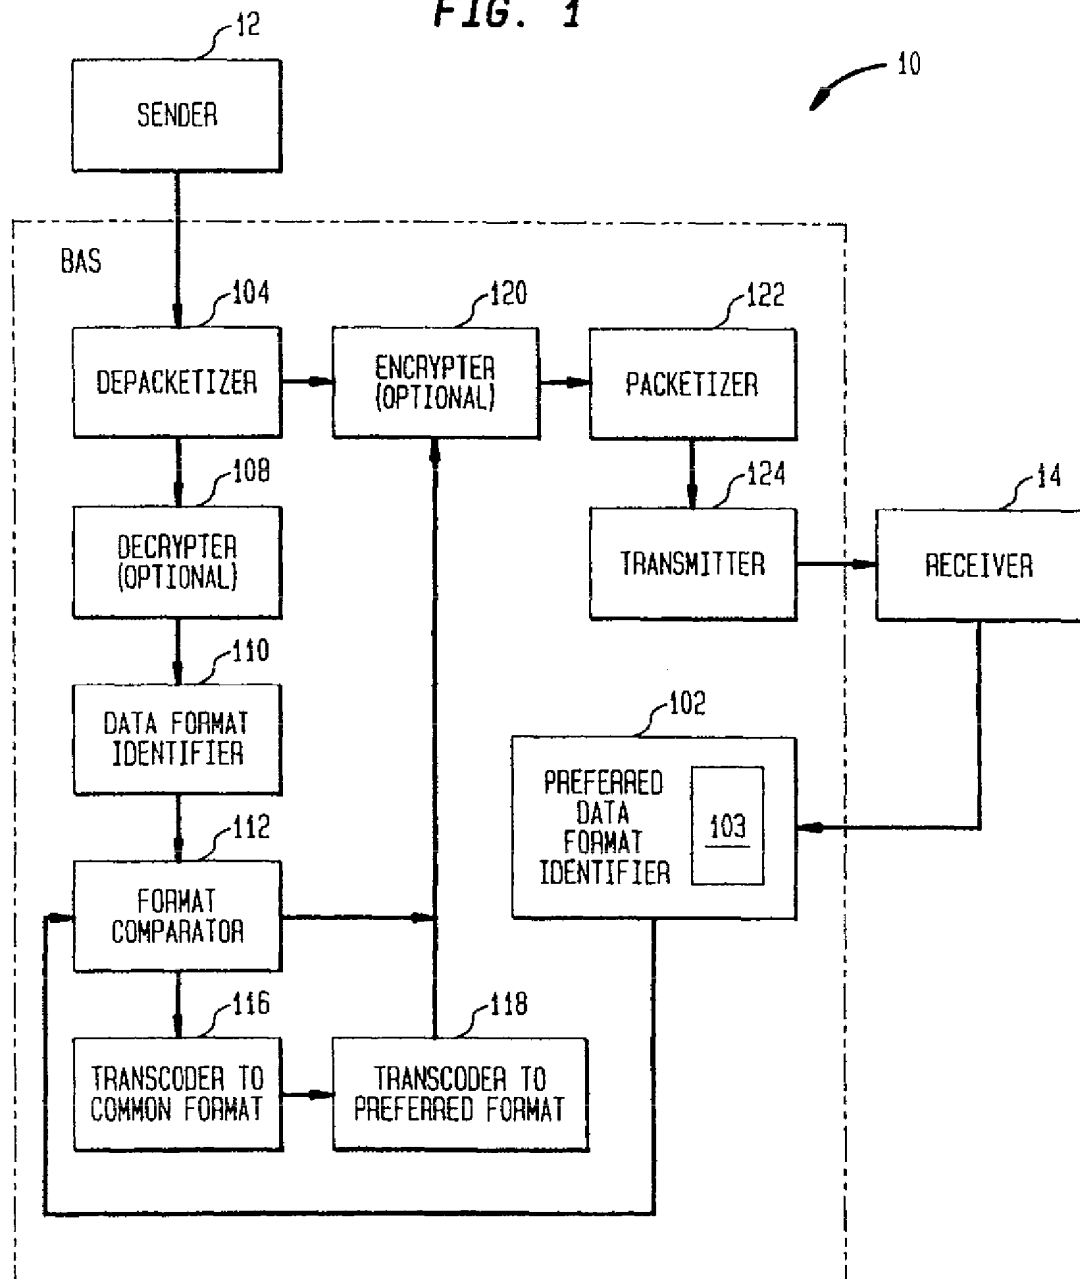 FIG. 1
12
10
SENDER
BAS
104
120
122
DEPACKETIZER
ENCRYPTER
(OPTIONAL)
PACKETIZER
108
124
14
DECRYPTER
(OPTIONAL)
TRANSMITTER
RECEIVER
110
DATA FORMAT
IDENTIFIER
102
PREFERRED
DATA
FORMAT
IDENTIFIER
103
112
FORMAT
COMPARATOR
116
118
TRANSCODER TO
COMMON FORMAT
TRANSCODER TO
PREFERRED FORMAT